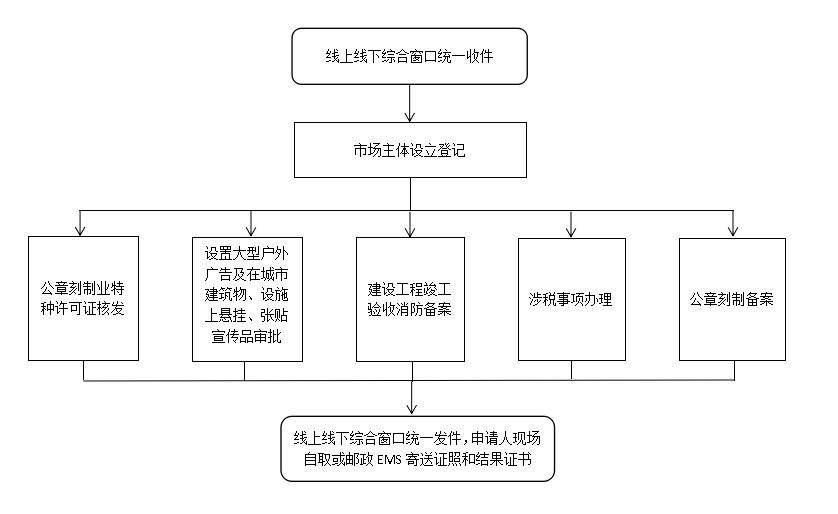 线上线下综合窗口统一收件
市场主体设立登记
公章刻制业特
种许可证核发
设置大型户外
广告及在城市
建筑物、设施
上悬挂、张贴
宣传品审批
建设工程竣工
验收消防备案
涉税事项办理
公章刻制备案
线上线下综合窗口统一发件，申请人现场
自取或邮政 EMS 寄送证照和结果证书